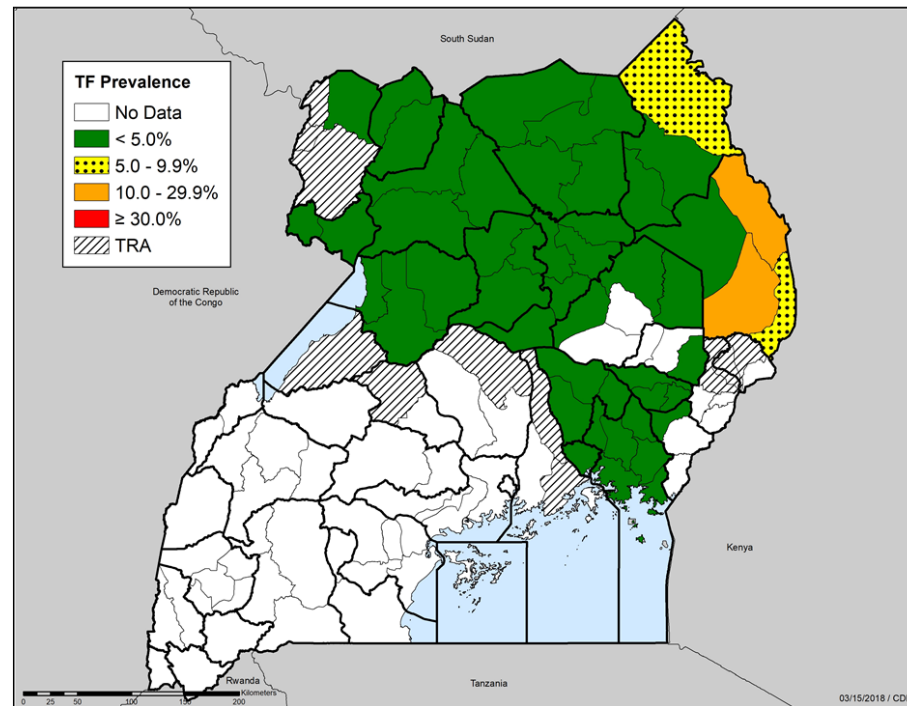 South Sudan
TF Prevalence
No Data
< 5.0%
5.0 - 9.9%
10.0 - 29.9%
≥ 30.0%
TRA
Democratic Republic
of the Congo
Kenya
Rwanda
Tanzania
Kilometers
0 25 50 100 150 200
03/15/2018 / CDI